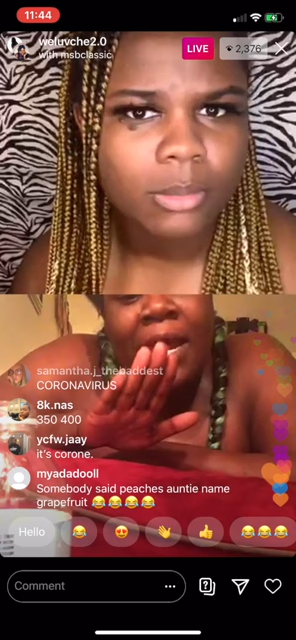 11:44
weluvche2.0
with msbclassic
LIVE
2,376
samantha.j_thebaddest
CORONAVIRUS
8k.nas
350 400
ycfw.jaay
it's corone.
myadadooll
Somebody said peaches auntie name
grapefruit 😂😂😂😂
Hello 😂 😍 👋 👍 😂😂😂
Comment